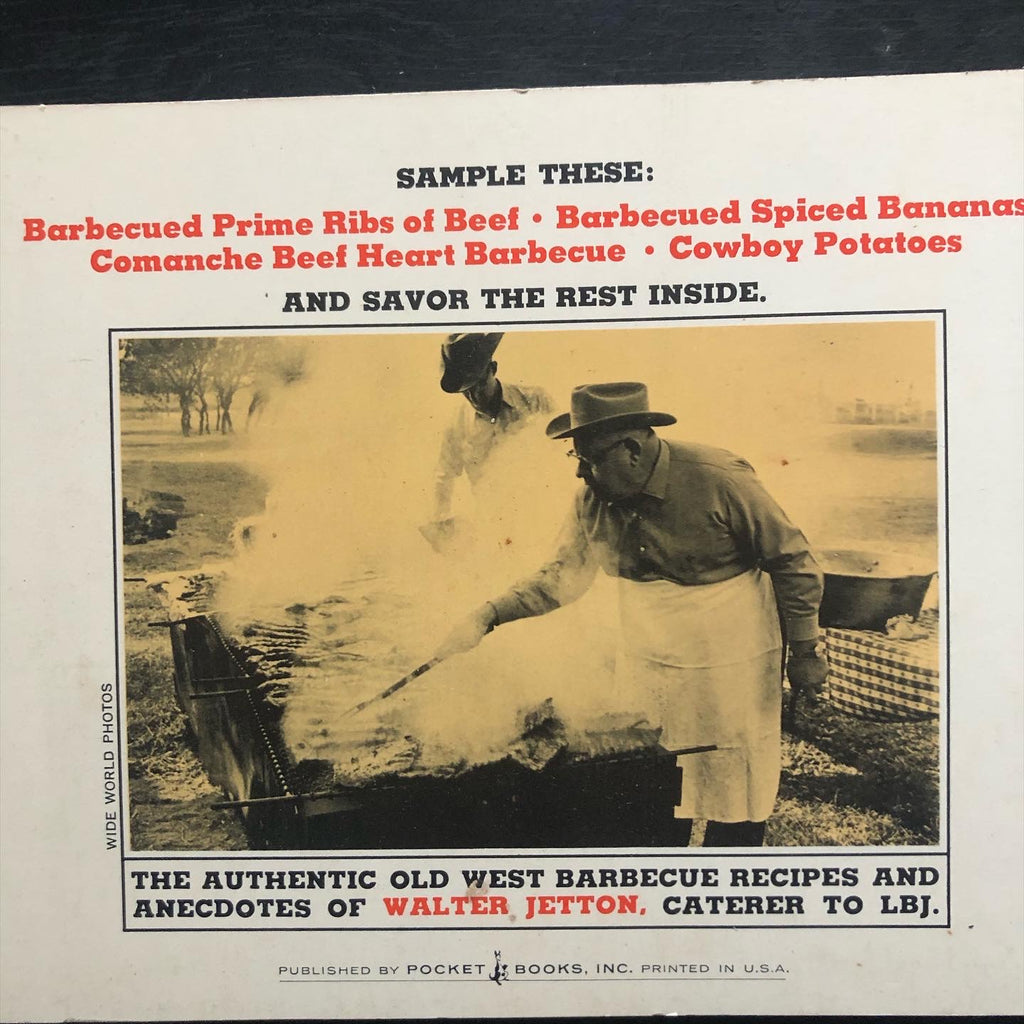 SAMPLE THESE:
Barbecued Prime Ribs of Beef • Barbecued Spiced Bananas
Comanche Beef Heart Barbecue • Cowboy Potatoes
AND SAVOR THE REST INSIDE.
WIDE WORLD PHOTOS
THE AUTHENTIC OLD WEST BARBECUE RECIPES AND
ANECDOTES OF WALTER JETTON, CATERER TO LBJ.
PUBLISHED BY POCKET BOOKS, INC. PRINTED IN U.S.A.